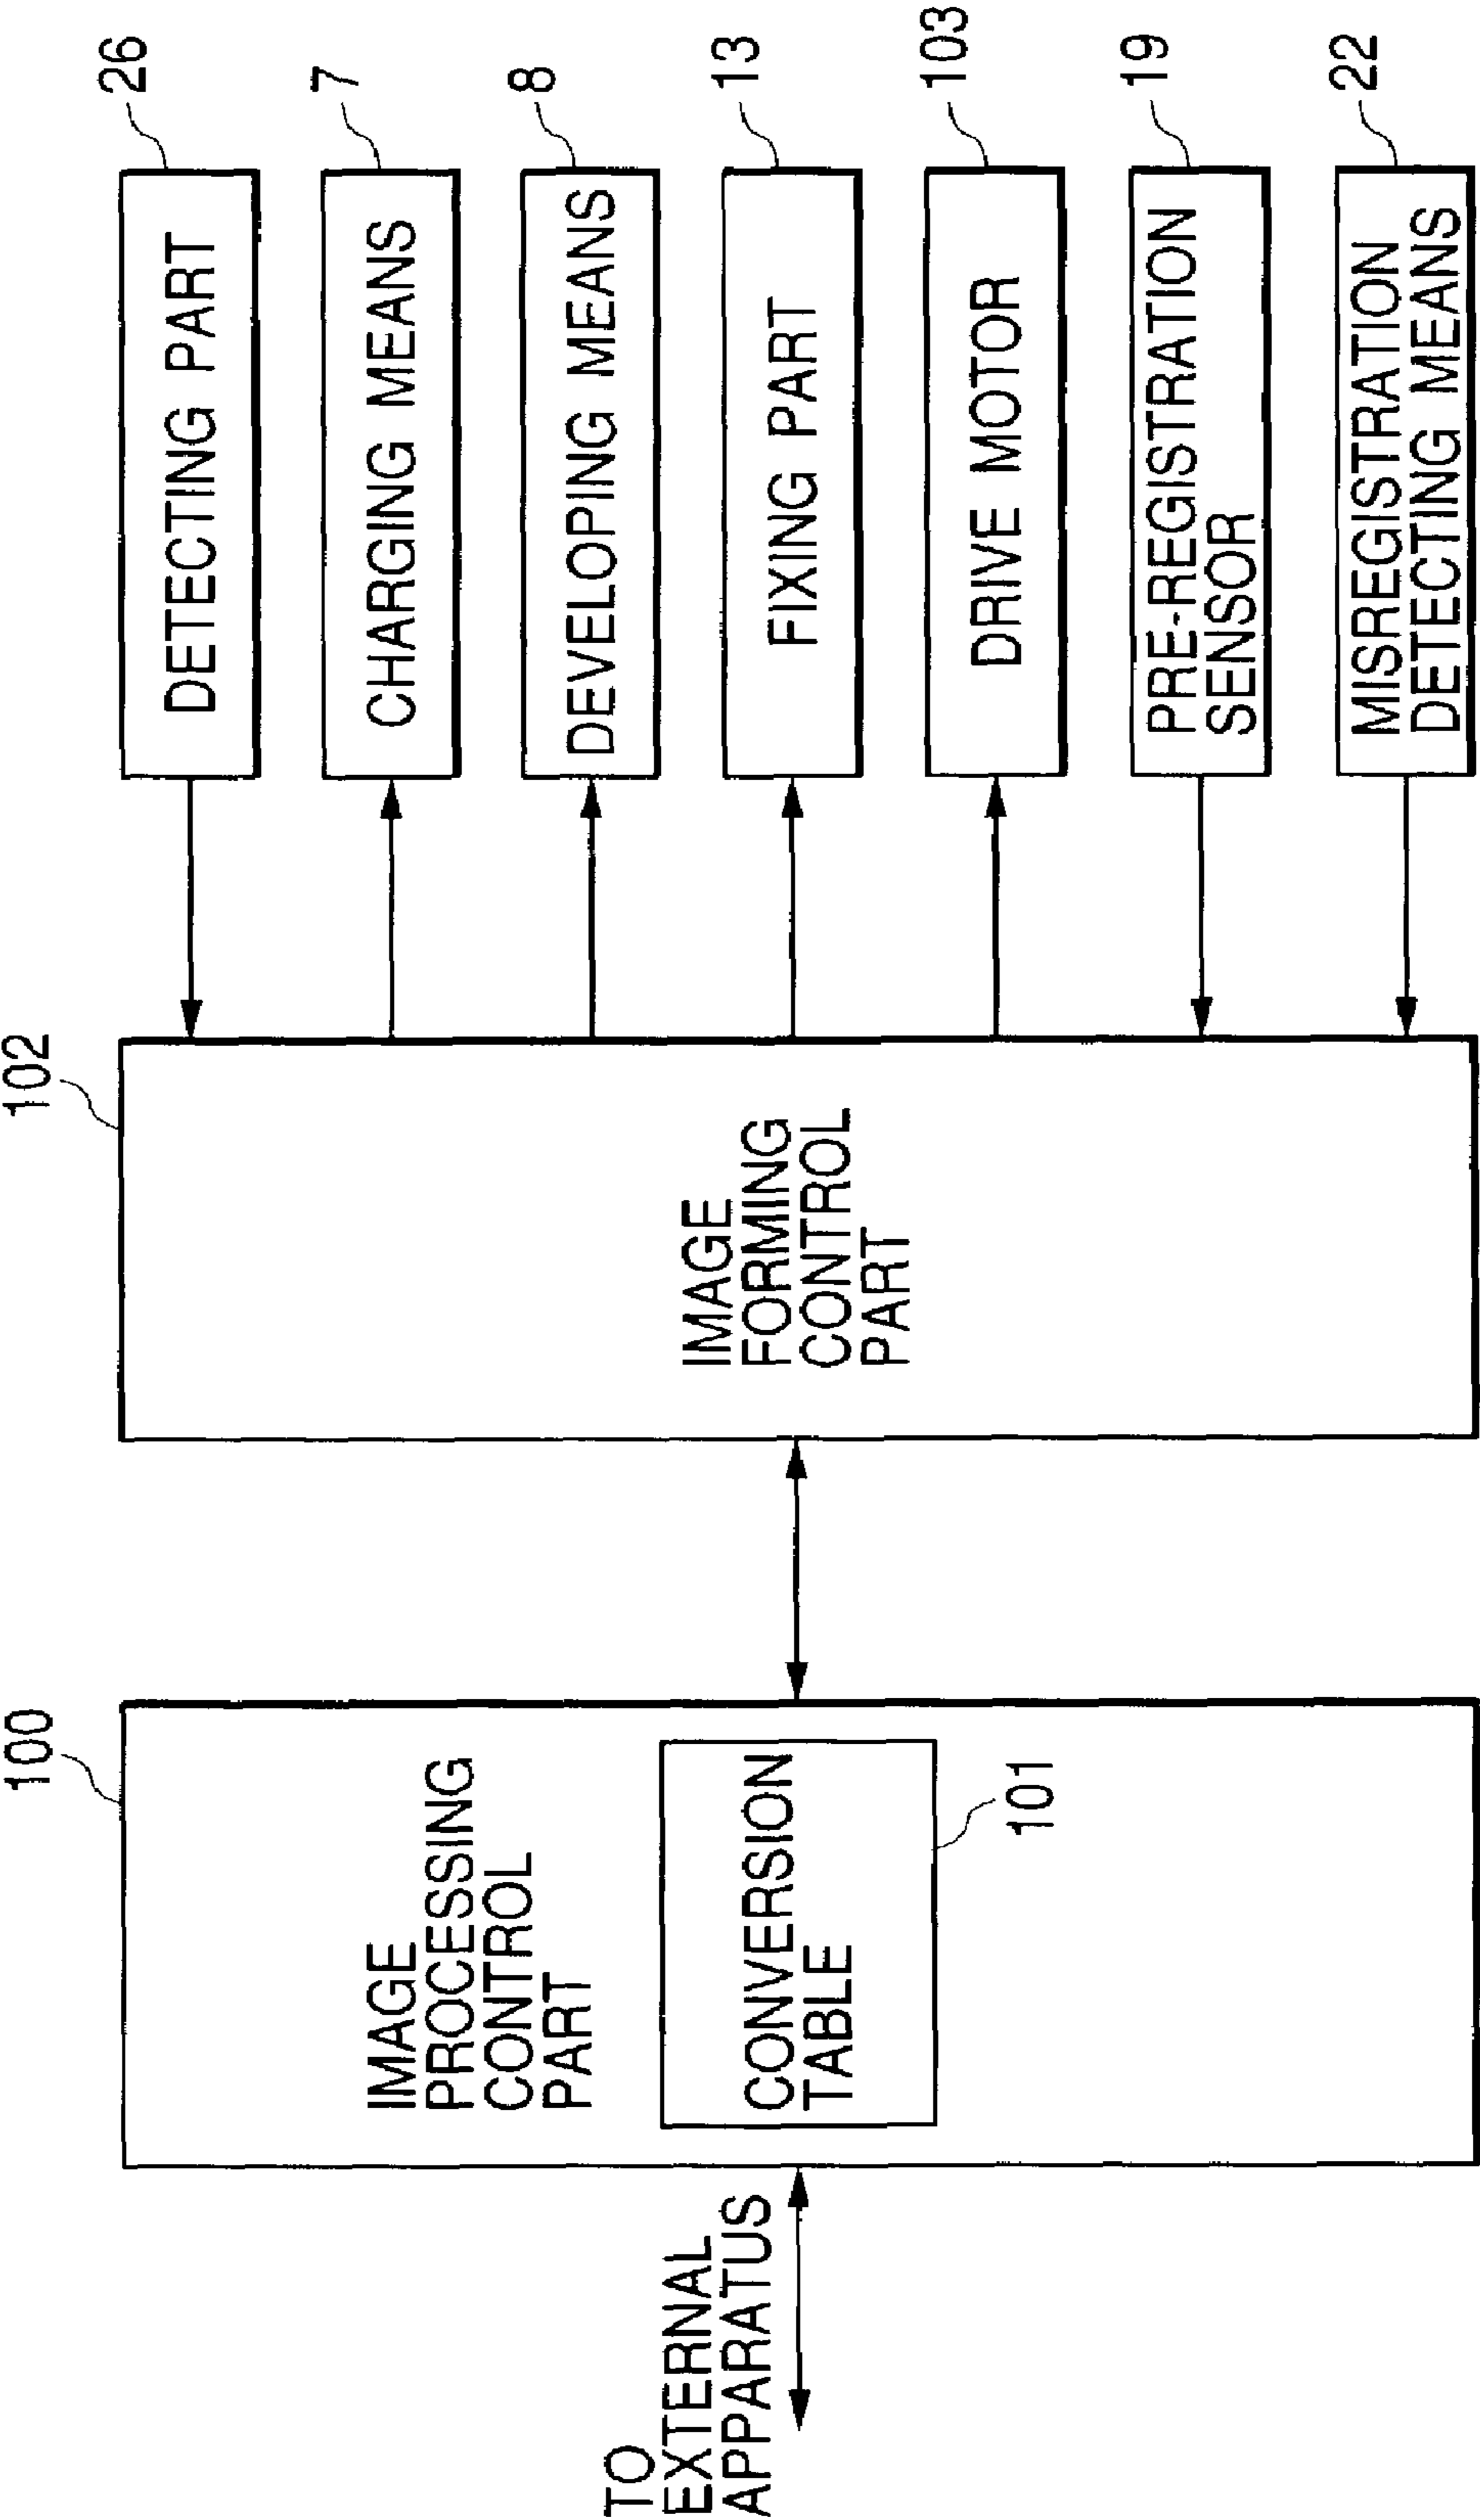 100
IMAGE
PROCESSING
CONTROL
PART
CONVERSION
TABLE
101
TO
EXTERNAL
APPARATUS
102
IMAGE
FORMING
CONTROL
PART
26
DETECTING PART
7
CHARGING MEANS
8
DEVELOPING MEANS
13
FIXING PART
103
DRIVE MOTOR
19
PRE-REGISTRATION
SENSOR
22
MISREGISTRATION
DETECTING MEANS